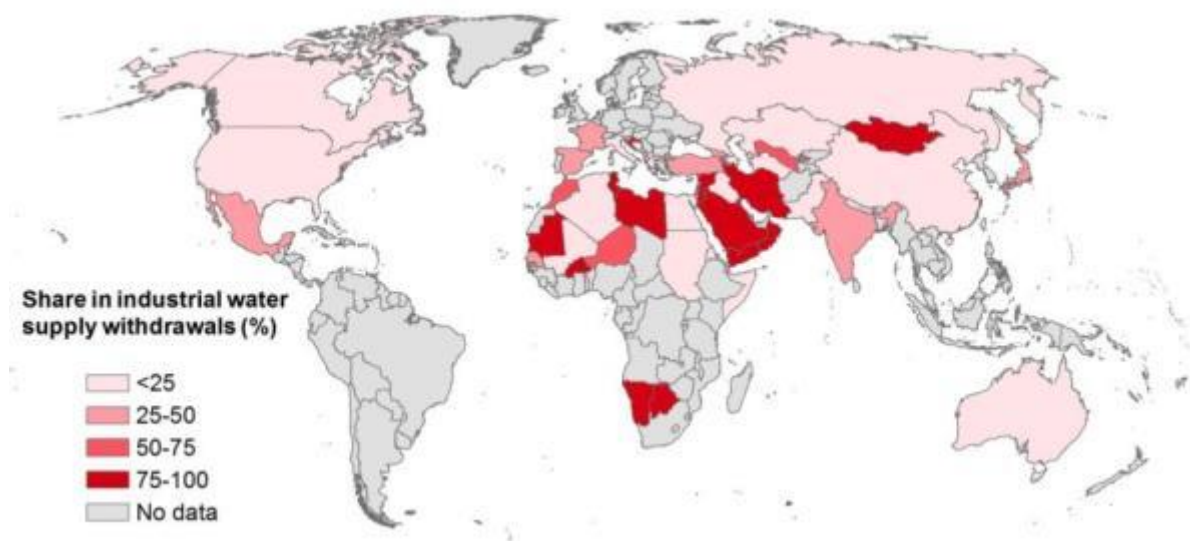 Share in industrial water
supply withdrawals (%)
<25
25-50
50-75
75-100
No data